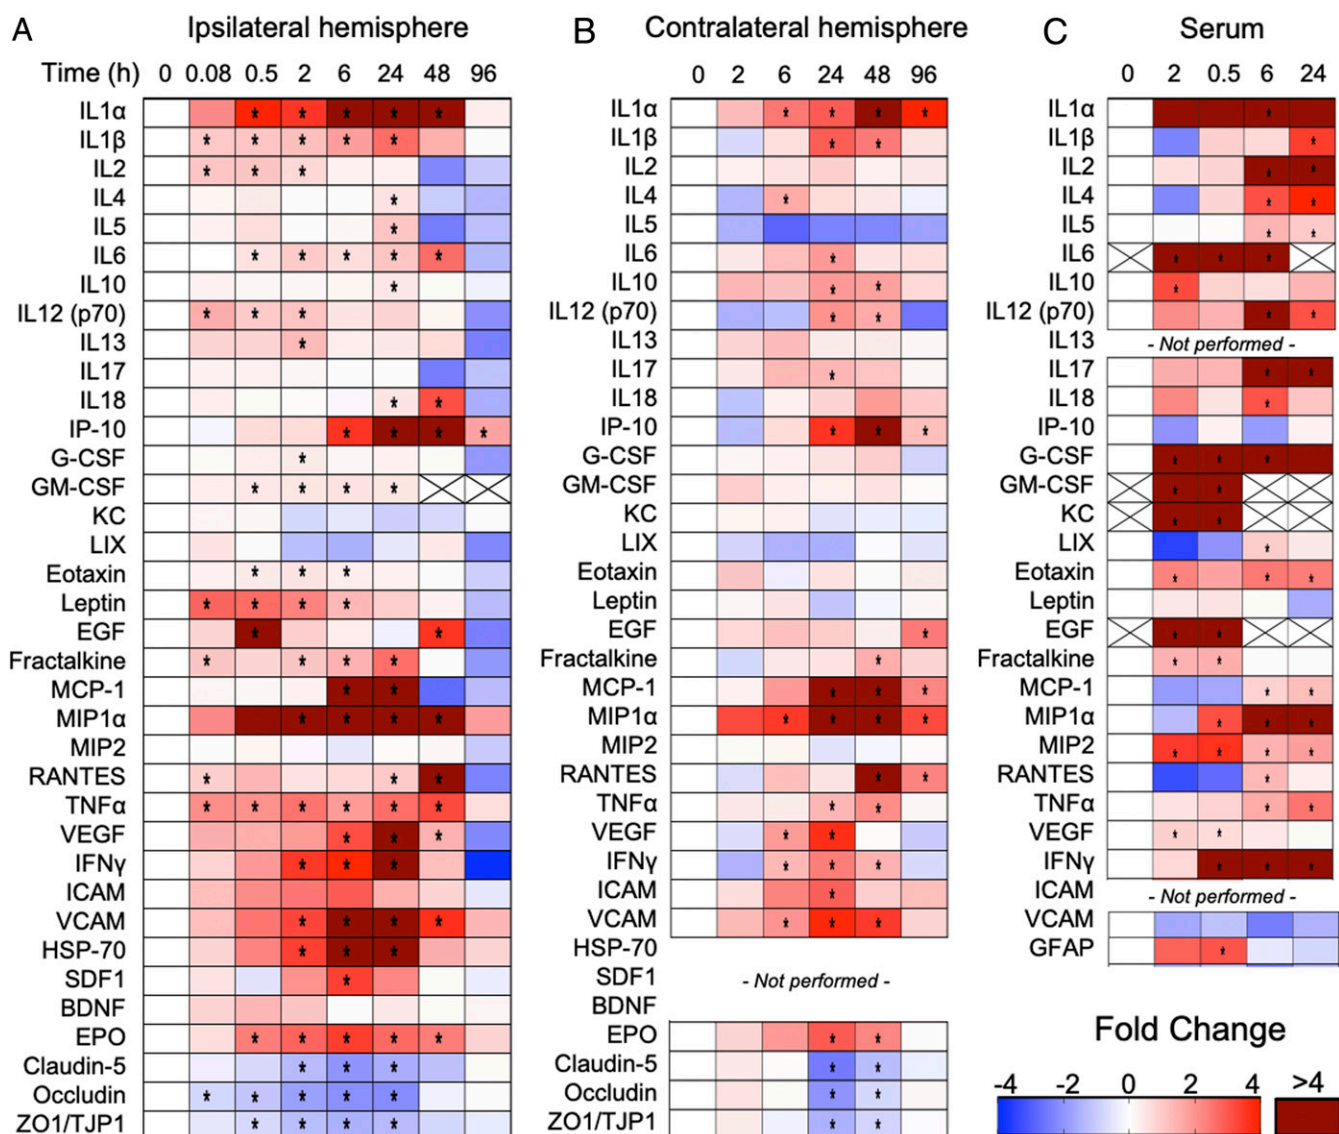 A Ipsilateral hemisphere B Contralateral hemisphere C Serum
Time (h) 0 0.08 0.5 2 6 24 48 96 0 2 6 24 48 96 0 2 0.5 6 24
IL1α IL1α IL1α
IL1β IL1β IL1β
IL2 IL2 IL2
IL4 IL4 IL4
IL5 IL5 IL5
IL6 IL6 IL6
IL10 IL10 IL10
IL12 (p70) IL12 (p70) IL12 (p70)
IL13 IL13 IL13 - Not performed -
IL17 IL17 IL17
IL18 IL18 IL18
IP-10 IP-10 IP-10
G-CSF G-CSF G-CSF
GM-CSF GM-CSF GM-CSF
KC KC KC
LIX LIX LIX
Eotaxin Eotaxin Eotaxin
Leptin Leptin Leptin
EGF EGF EGF
Fractalkine Fractalkine Fractalkine
MCP-1 MCP-1 MCP-1
MIP1α MIP1α MIP1α
MIP2 MIP2 MIP2
RANTES RANTES RANTES
TNFα TNFα TNFα
VEGF VEGF VEGF
IFNγ IFNγ IFNγ
ICAM ICAM ICAM - Not performed -
VCAM VCAM VCAM
HSP-70 HSP-70 GFAP
SDF1 SDF1 - Not performed -
BDNF BDNF
EPO EPO
Claudin-5 Claudin-5
Occludin Occludin
ZO1/TJP1 ZO1/TJP1
Fold Change
-4 -2 0 2 4 >4